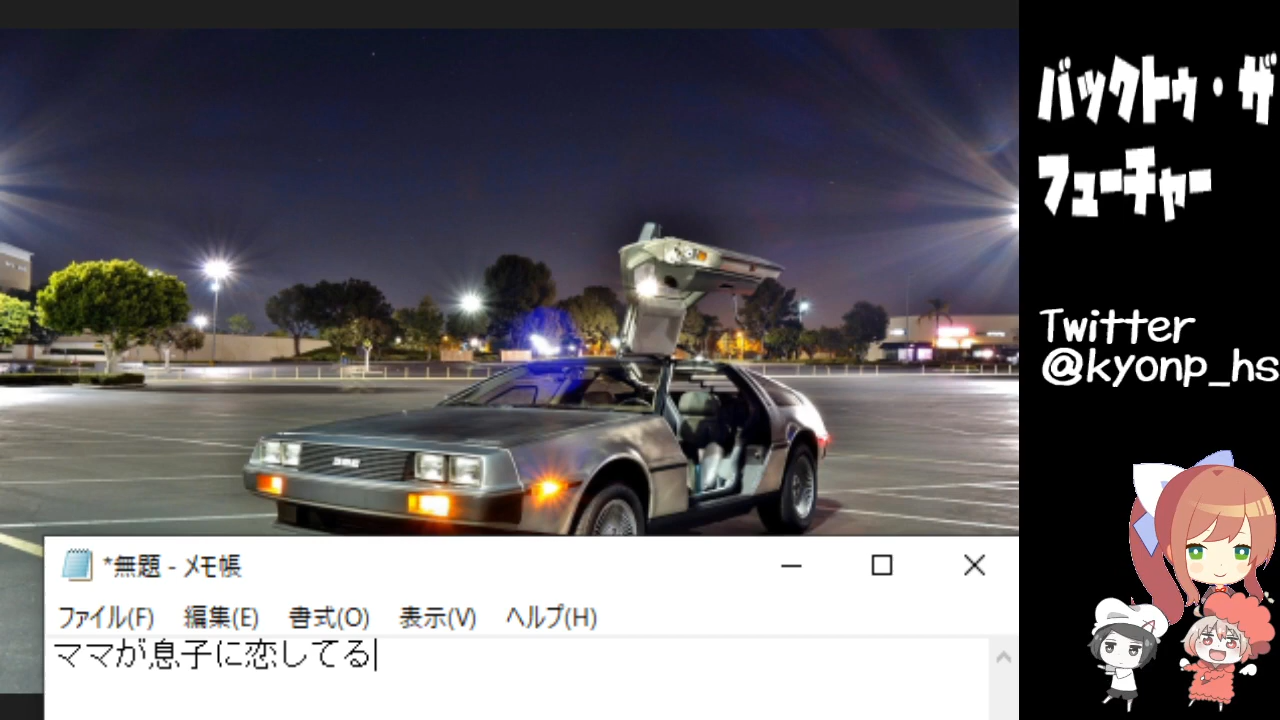 バックトゥ・ザ
フューチャー
Twitter
@kyonp_hs
*無題 - メモ帳
ファイル(F) 編集(E) 書式(O) 表示(V) ヘルプ(H)
ママが息子に恋してる